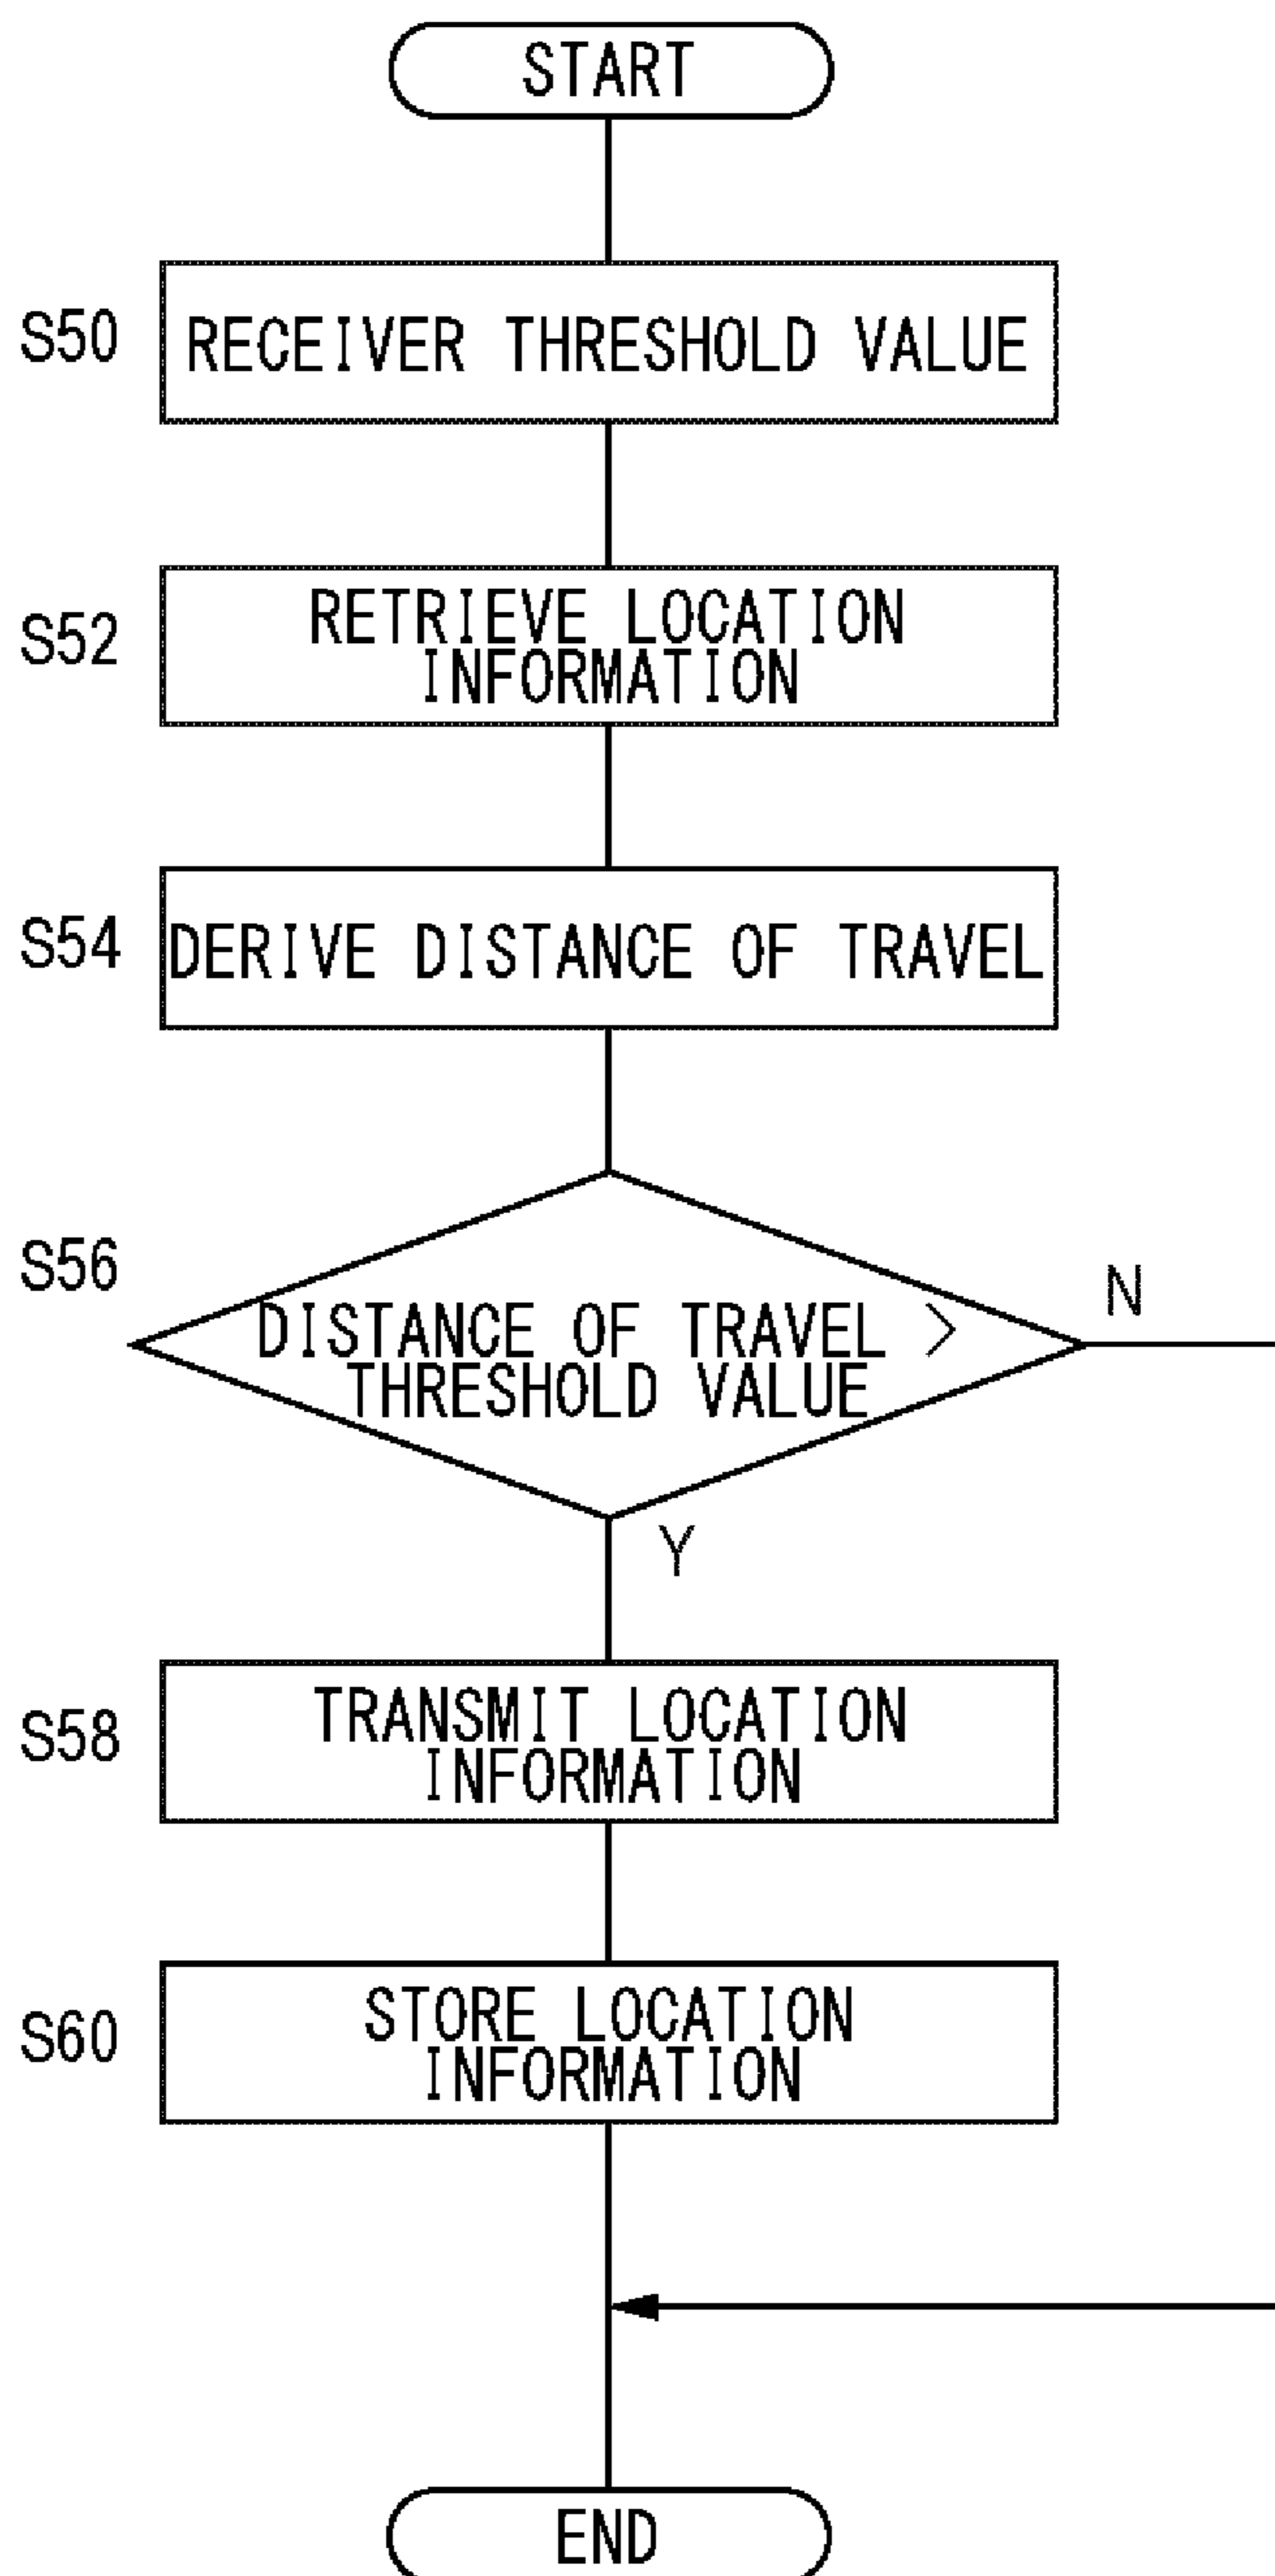 START
S50
RECEIVER THRESHOLD VALUE
S52
RETRIEVE LOCATION
INFORMATION
S54
DERIVE DISTANCE OF TRAVEL
S56
DISTANCE OF TRAVEL >
THRESHOLD VALUE
N
Y
S58
TRANSMIT LOCATION
INFORMATION
S60
STORE LOCATION
INFORMATION
END